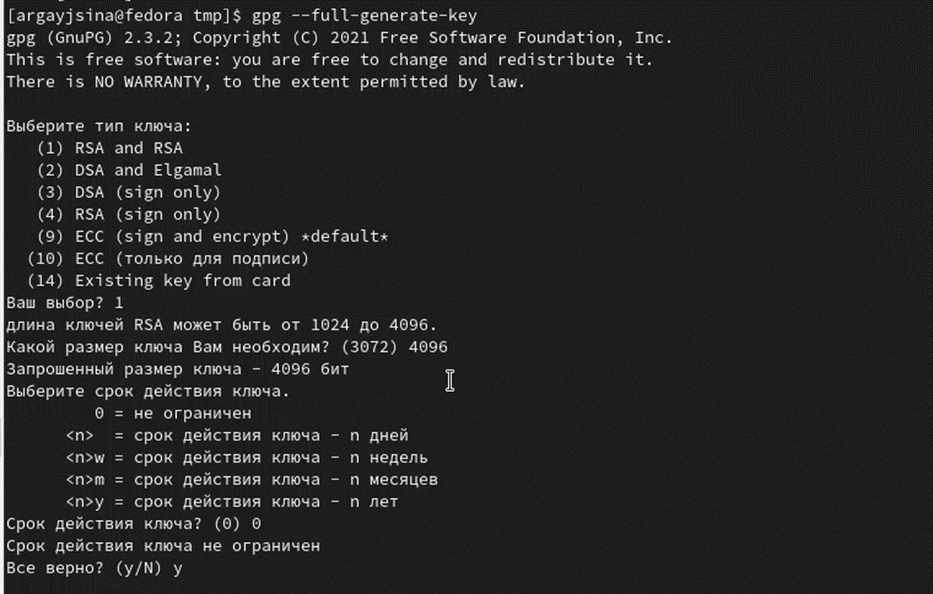 [argayjsina@fedora tmp]$ gpg --full-generate-key
gpg (GnuPG) 2.3.2; Copyright (C) 2021 Free Software Foundation, Inc.
This is free software: you are free to change and redistribute it.
There is NO WARRANTY, to the extent permitted by law.

Выберите тип ключа:
   (1) RSA and RSA
   (2) DSA and Elgamal
   (3) DSA (sign only)
   (4) RSA (sign only)
   (9) ECC (sign and encrypt) *default*
  (10) ECC (только для подписи)
  (14) Existing key from card
Ваш выбор? 1
длина ключей RSA может быть от 1024 до 4096.
Какой размер ключа Вам необходим? (3072) 4096
Запрошенный размер ключа - 4096 бит
Выберите срок действия ключа.
         0 = не ограничен
      <n>  = срок действия ключа - n дней
      <n>w = срок действия ключа - n недель
      <n>m = срок действия ключа - n месяцев
      <n>y = срок действия ключа - n лет
Срок действия ключа? (0) 0
Срок действия ключа не ограничен
Все верно? (y/N) y